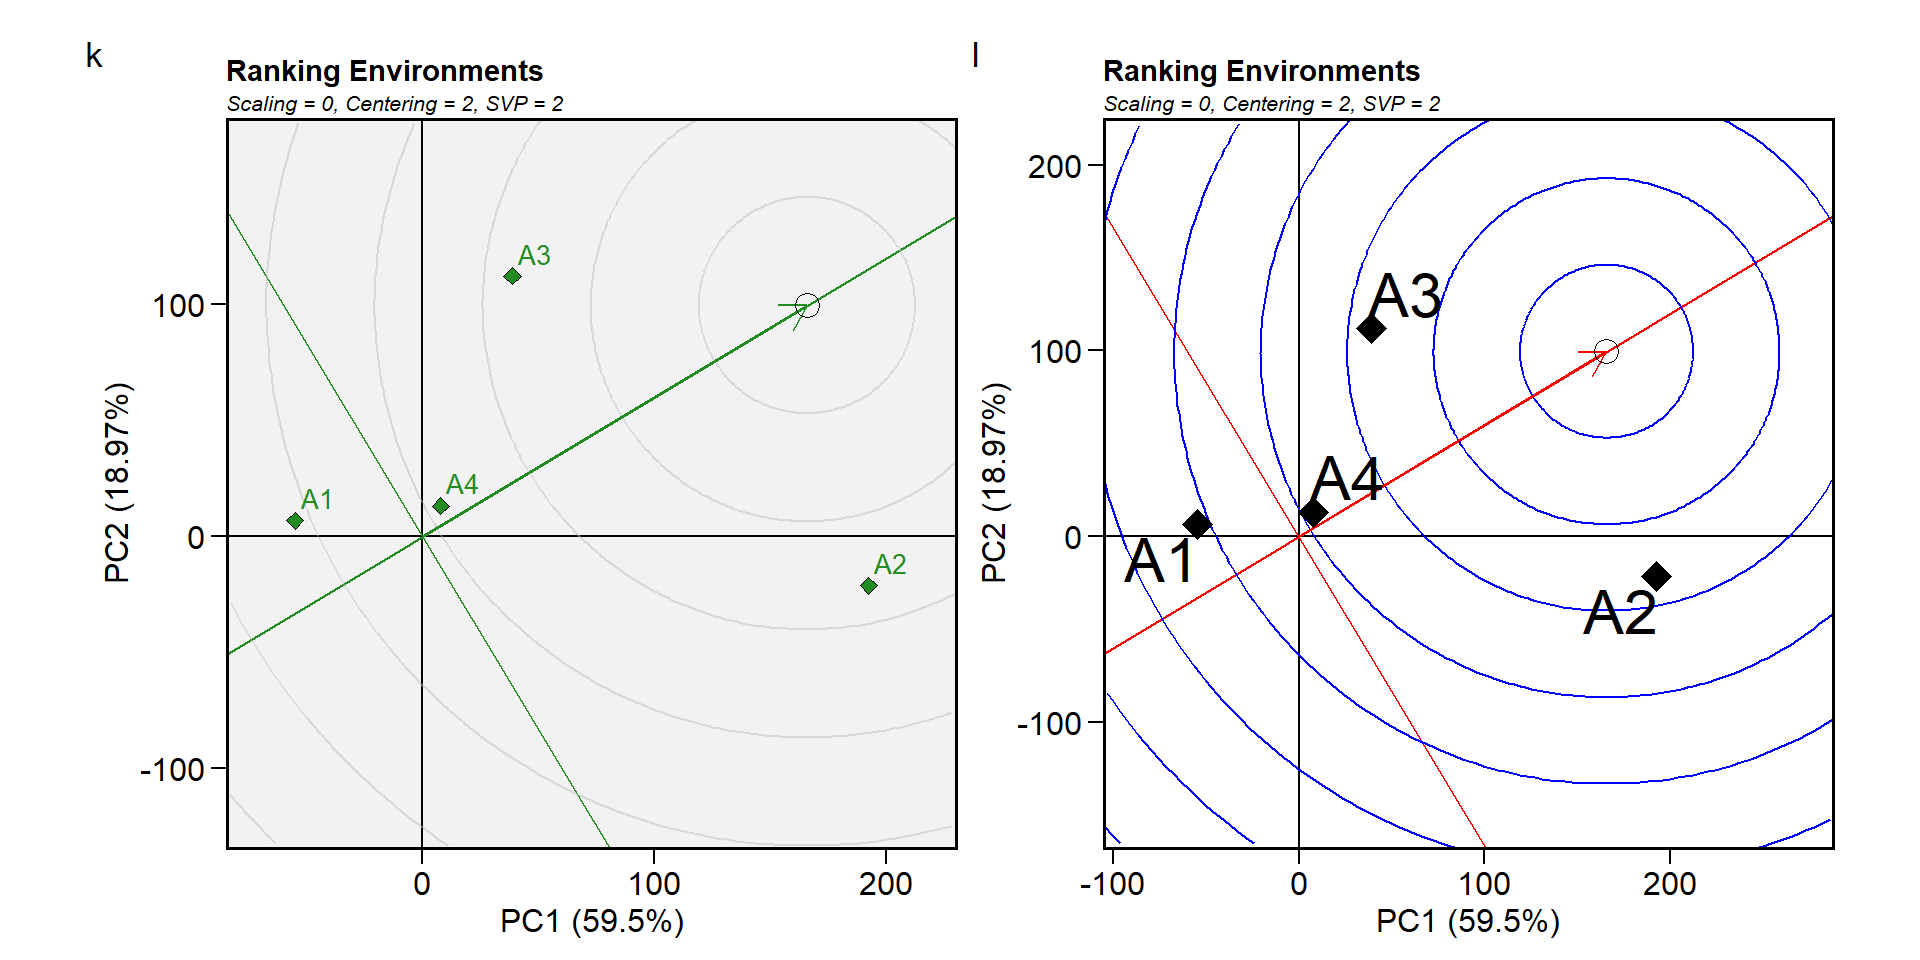 k
Ranking Environments
Scaling = 0, Centering = 2, SVP = 2
A3
A4
A1
A2
100
0
-100
0
100
200
PC2 (18.97%)
PC1 (59.5%)
l
Ranking Environments
Scaling = 0, Centering = 2, SVP = 2
A3
A4
A1
A2
200
100
0
-100
-100
0
100
200
PC2 (18.97%)
PC1 (59.5%)